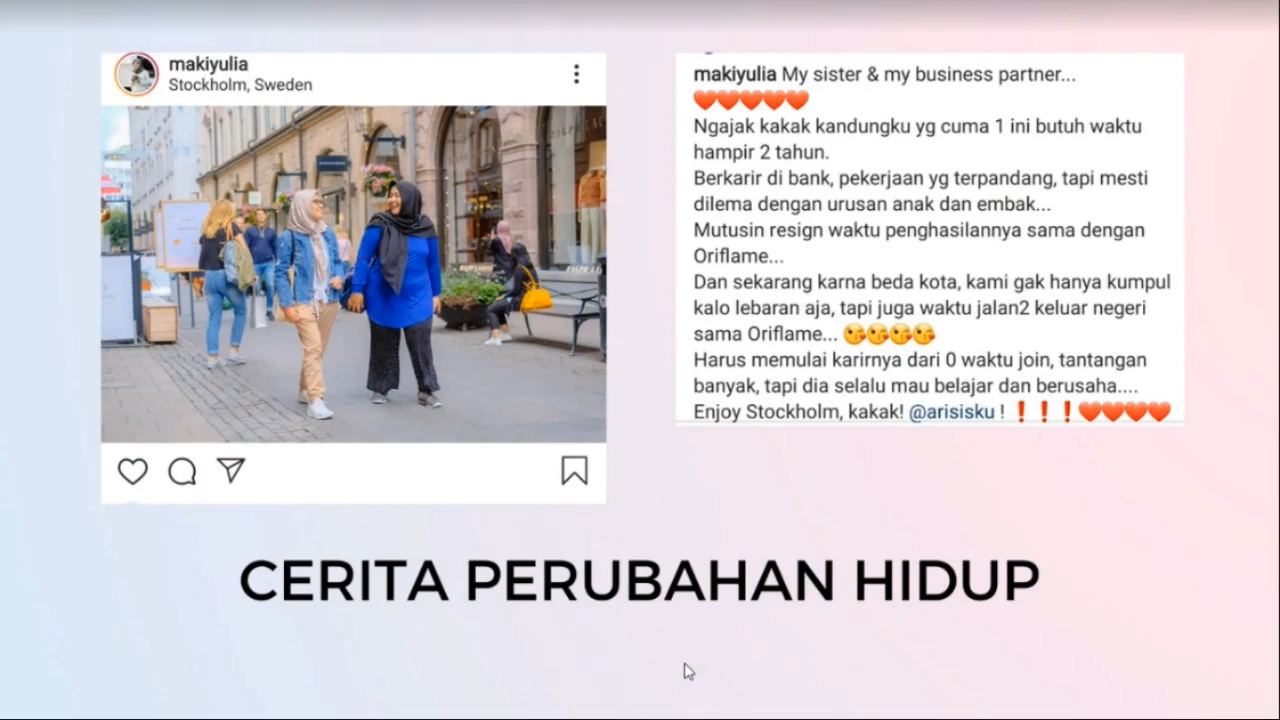 makiyulia
Stockholm, Sweden
makiyulia My sister & my business partner...
❤️❤️❤️❤️❤️
Ngajak kakak kandungku yg cuma 1 ini butuh waktu
hampir 2 tahun.
Berkarir di bank, pekerjaan yg terpandang, tapi mesti
dilema dengan urusan anak dan embak...
Mutusin resign waktu penghasilannya sama dengan
Oriflame...
Dan sekarang karna beda kota, kami gak hanya kumpul
kalo lebaran aja, tapi juga waktu jalan2 keluar negeri
sama Oriflame... 😘😘😘😘
Harus memulai karirnya dari 0 waktu join, tantangan
banyak, tapi dia selalu mau belajar dan berusaha....
Enjoy Stockholm, kakak! @arisisku ! ❗❗❗❤️❤️❤️❤️
CERITA PERUBAHAN HIDUP